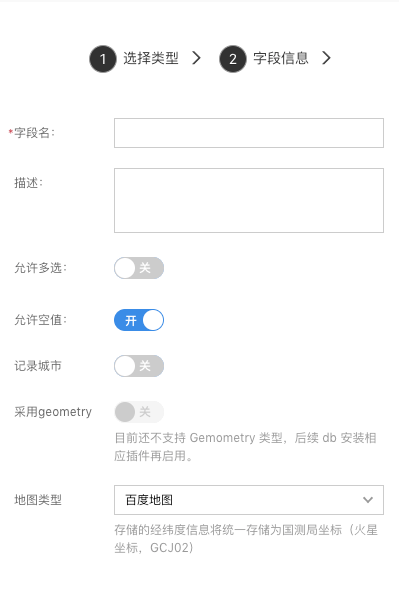 1 选择类型 2 字段信息
*字段名:
描述:
允许多选: 关
允许空值: 开
记录城市 关
采用geometry 关
目前还不支持 Gemometry 类型，后续 db 安装相
应插件再启用。
地图类型 百度地图
存储的经纬度信息将统一存储为国测局坐标（火星
坐标，GCJ02）